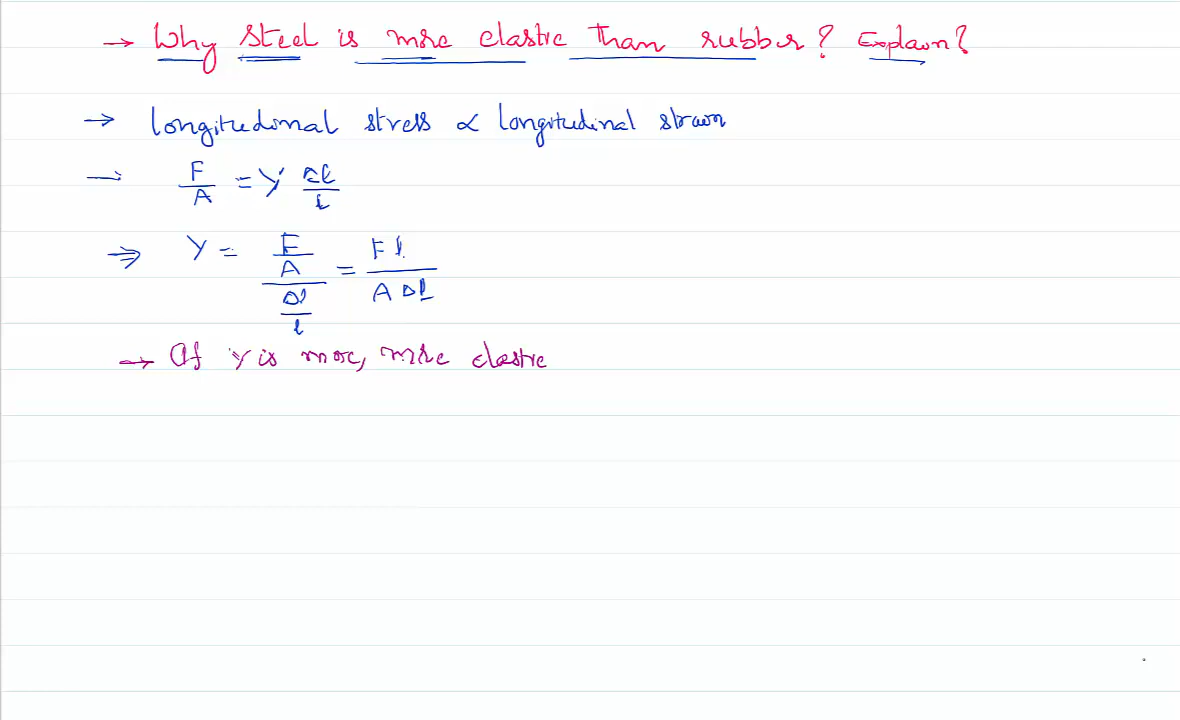 → Why steel is more elastic than rubber? Explain?
→ longitudinal stress ∝ longitudinal strain
→ F/A = Y Δl/l
⇒ Y = (F/A)/(Δl/l) = Fl/(A Δl)
→ If Y is more, more elastic